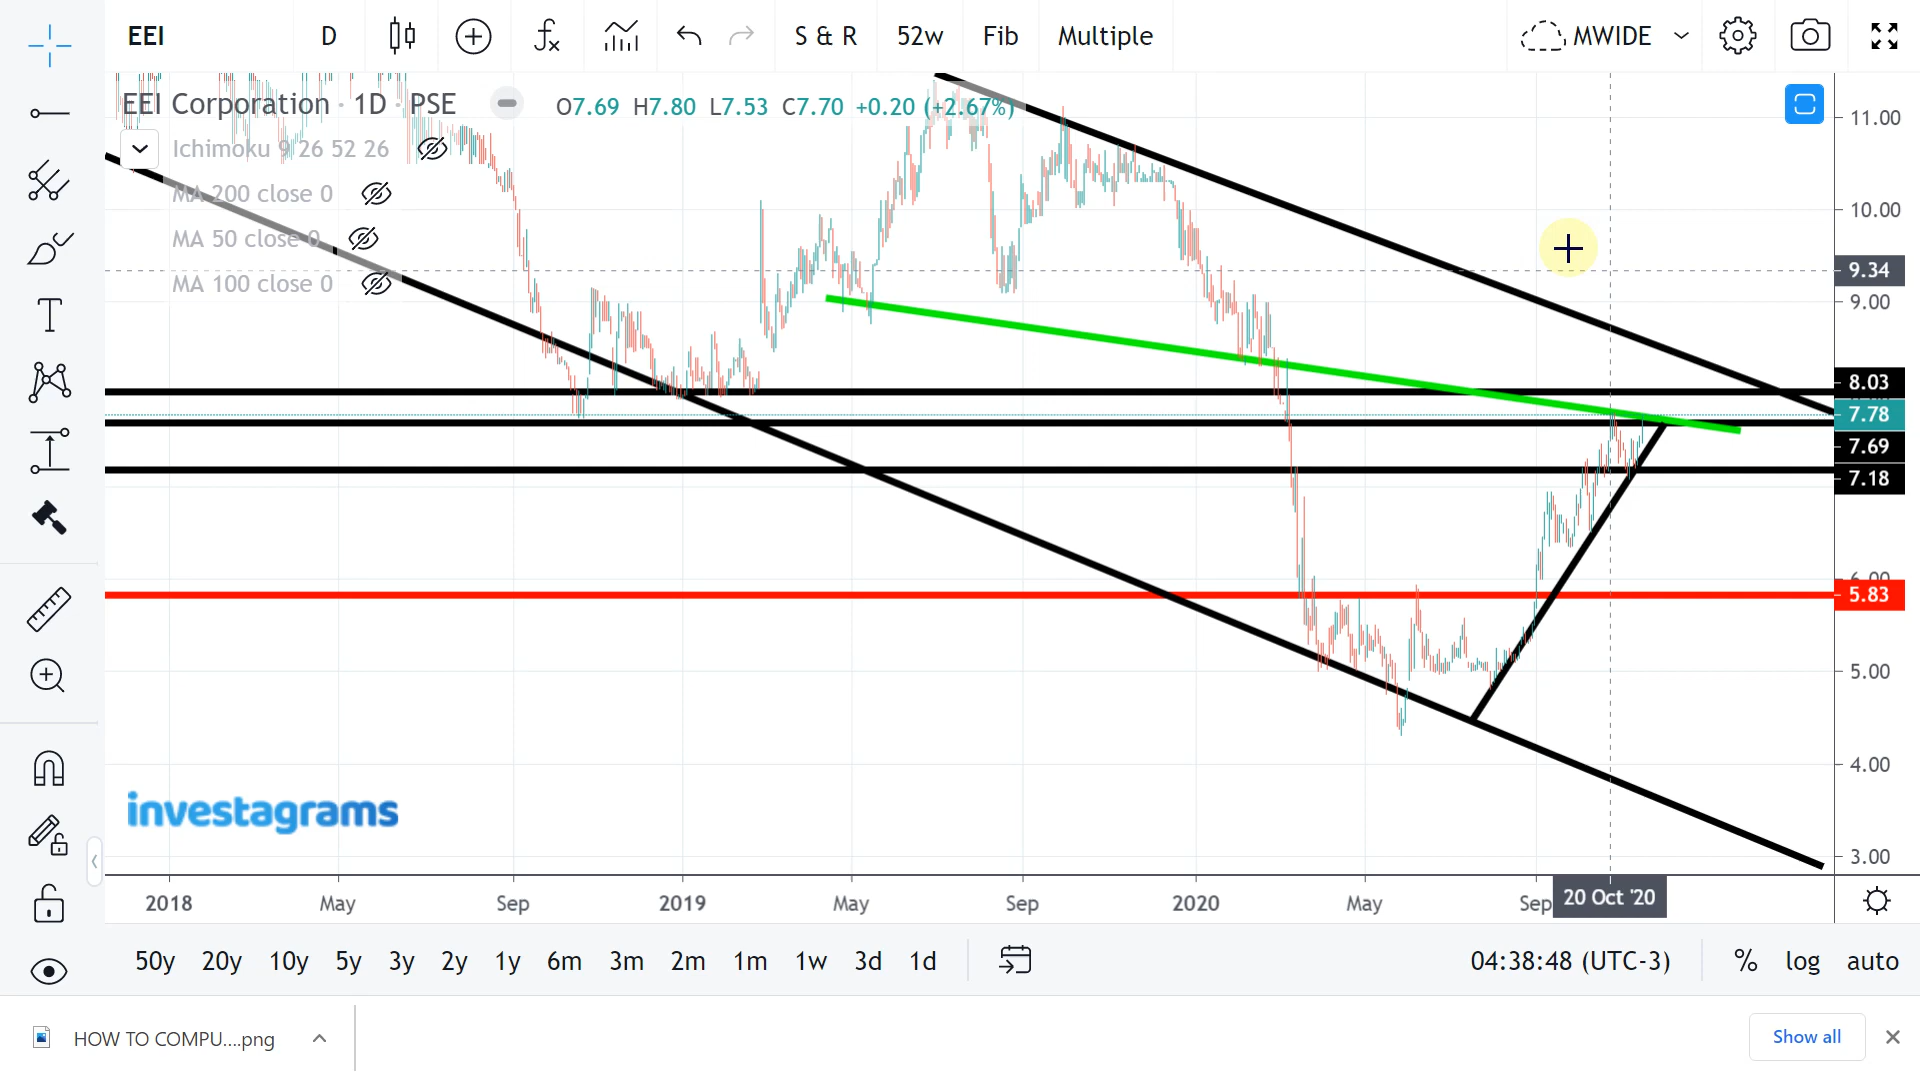 EEI D S & R 52w Fib Multiple MWIDE
EEI Corporation · 1D · PSE O7.69 H7.80 L7.53 C7.70 +0.20 (+2.67%)
Ichimoku 9 26 52 26
MA 200 close 0
MA 50 close 0
MA 100 close 0
11.00
10.00
9.34
9.00
8.03
7.78
7.69
7.18
6.00
5.83
5.00
4.00
3.00
investagrams
2018 May Sep 2019 May Sep 2020 May Sep 20 Oct '20
50y 20y 10y 5y 3y 2y 1y 6m 3m 2m 1m 1w 3d 1d 04:38:48 (UTC-3) % log auto
HOW TO COMPU....png Show all